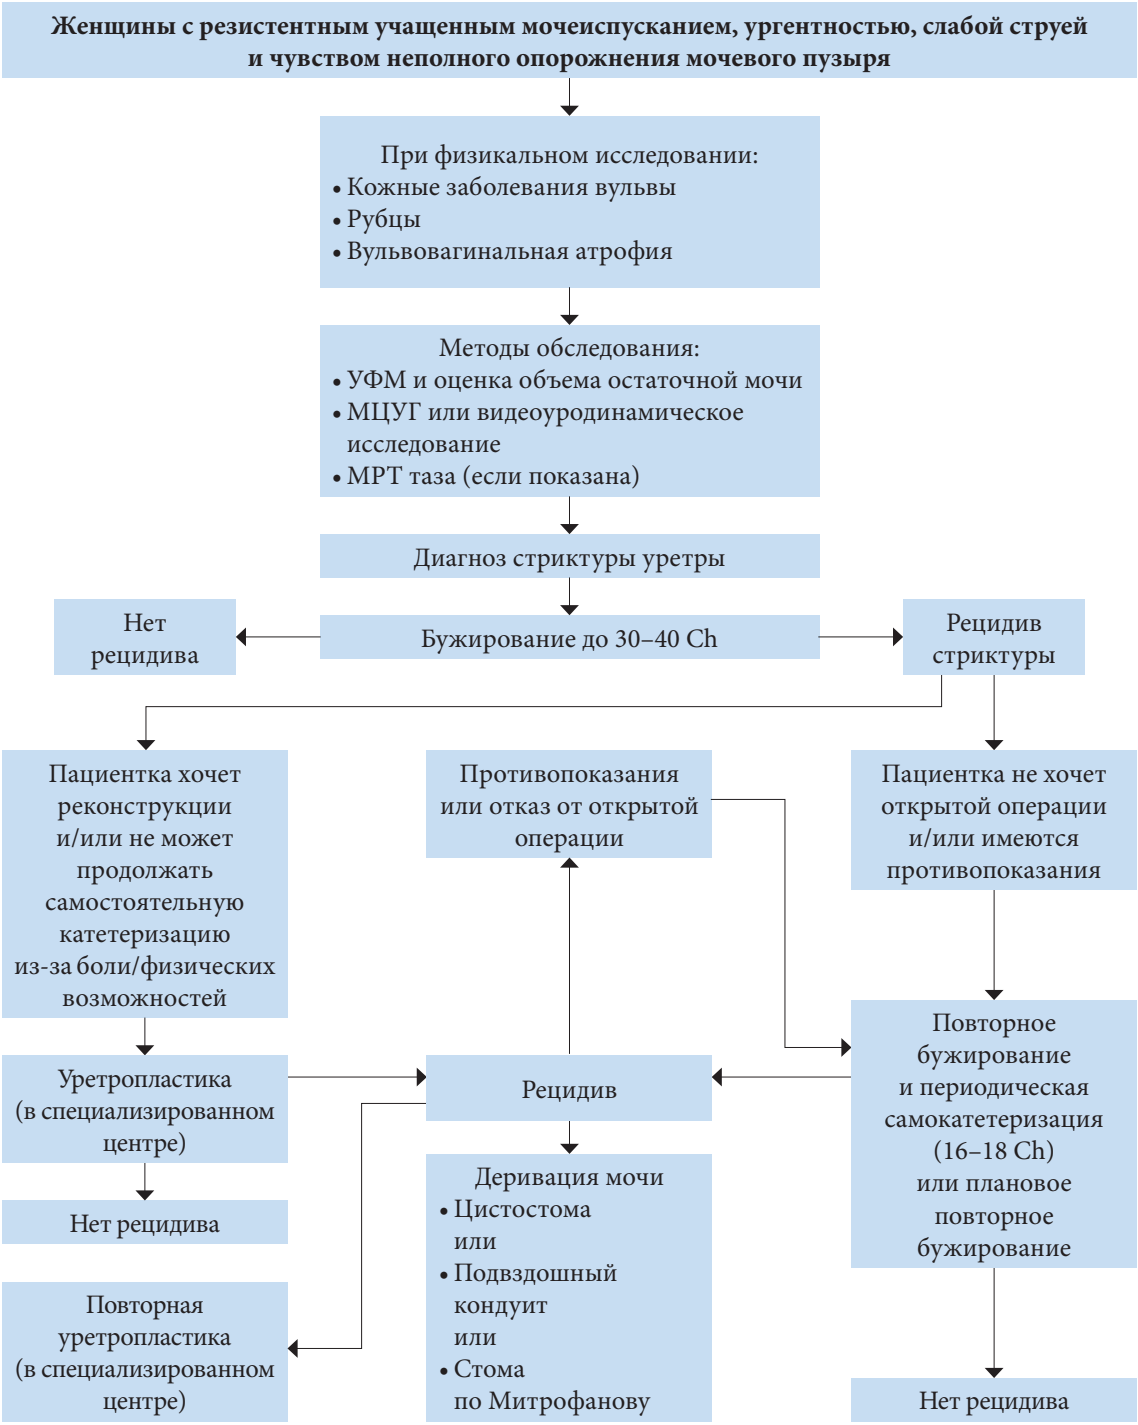 Женщины с резистентным учащенным мочеиспусканием, ургентностью, слабой струей
и чувством неполного опорожнения мочевого пузыря
При физикальном исследовании:
• Кожные заболевания вульвы
• Рубцы
• Вульвовагинальная атрофия
Методы обследования:
• УФМ и оценка объема остаточной мочи
• МЦУГ или видеоуродинамическое
исследование
• МРТ таза (если показана)
Диагноз стриктуры уретры
Нет
рецидива
Бужирование до 30–40 Ch
Рецидив
стриктуры
Пациентка хочет
реконструкции
и/или не может
продолжать
самостоятельную
катетеризацию
из-за боли/физических
возможностей
Противопоказания
или отказ от открытой
операции
Пациентка не хочет
открытой операции
и/или имеются
противопоказания
Уретропластика
(в специализированном
центре)
Рецидив
Повторное
бужирование
и периодическая
самокатетеризация
(16–18 Ch)
или плановое
повторное
бужирование
Нет рецидива
Деривация мочи
• Цистостома
или
• Подвздошный
кондуит
или
• Стома
по Митрофанову
Повторная
уретропластика
(в специализированном
центре)
Нет рецидива